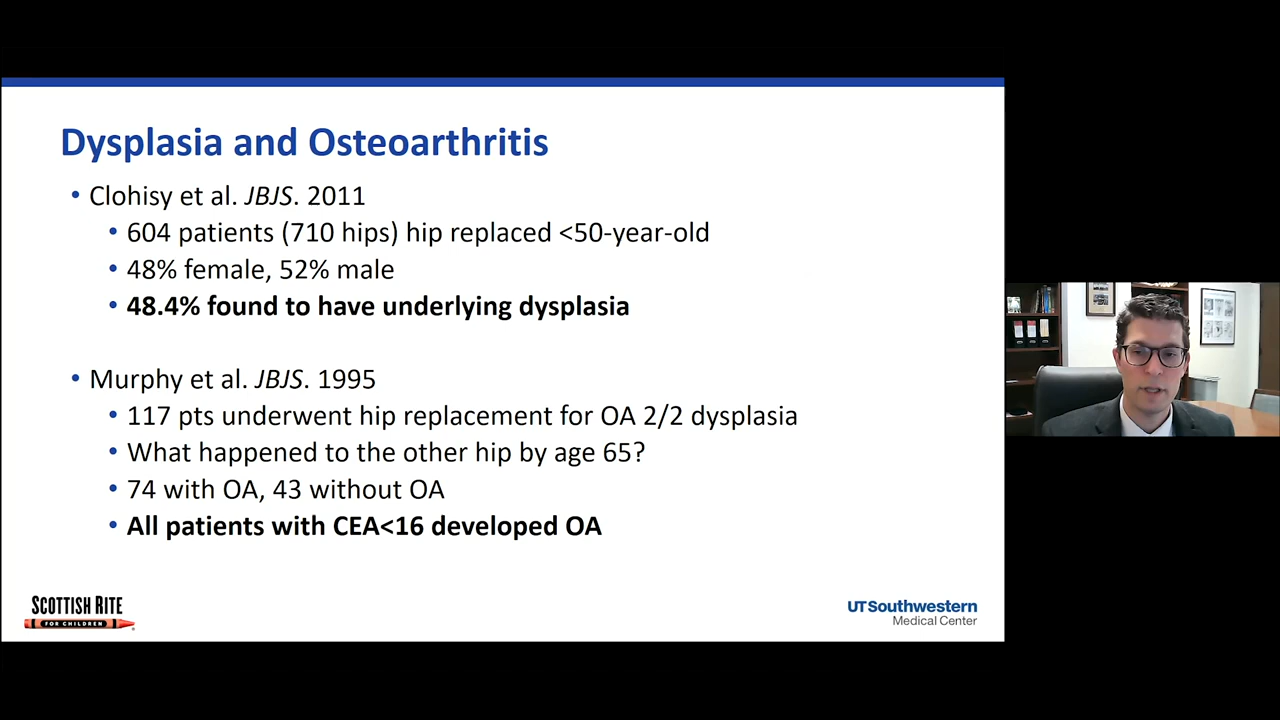 Dysplasia and Osteoarthritis
• Clohisy et al. JBJS. 2011
• 604 patients (710 hips) hip replaced <50-year-old
• 48% female, 52% male
• 48.4% found to have underlying dysplasia
• Murphy et al. JBJS. 1995
• 117 pts underwent hip replacement for OA 2/2 dysplasia
• What happened to the other hip by age 65?
• 74 with OA, 43 without OA
• All patients with CEA<16 developed OA
SCOTTISH RITE
FOR CHILDREN
UTSouthwestern
Medical Center